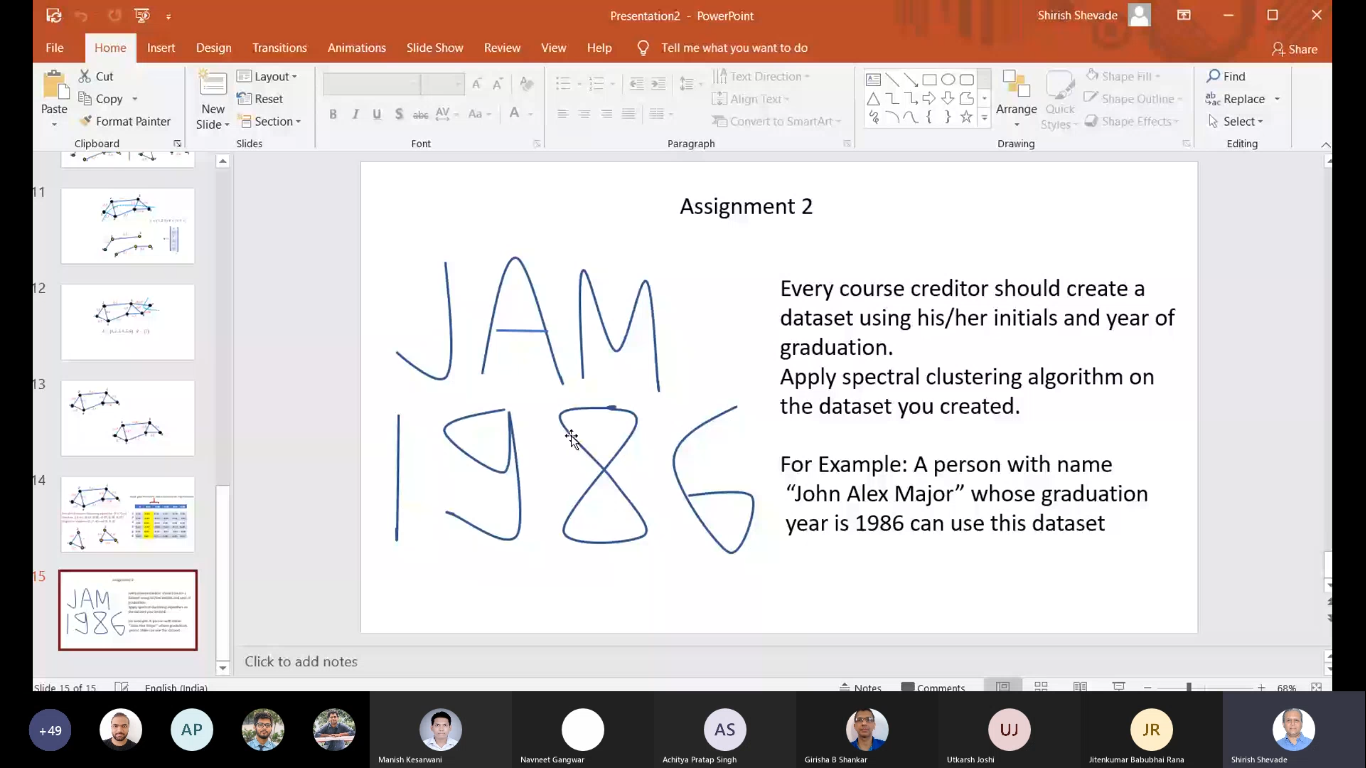 Presentation2 - PowerPoint
Shirish Shevade
File Home Insert Design Transitions Animations Slide Show Review View Help Tell me what you want to do Share
Paste
Cut
Copy
Format Painter
Clipboard
New Slide
Layout
Reset
Section
Slides
B I U S abc AV Aa A
Font
Text Direction
Align Text
Convert to SmartArt
Paragraph
Arrange
Quick Styles
Shape Fill
Shape Outline
Shape Effects
Drawing
Find
Replace
Select
Editing
11
12
13
14
15
Assignment 2
JAM
1986
Every course creditor should create a
dataset using his/her initials and year of
graduation.
Apply spectral clustering algorithm on
the dataset you created.
For Example: A person with name
“John Alex Major” whose graduation
year is 1986 can use this dataset
Click to add notes
Slide 15 of 15 English (India) Notes Comments 68%
+49 AP AS UJ JR
Manish Kesarwani Navneet Gangwar Achitya Pratap Singh Girisha B Shankar Utkarsh Joshi Jitenkumar Babubhai Rana Shirish Shevade